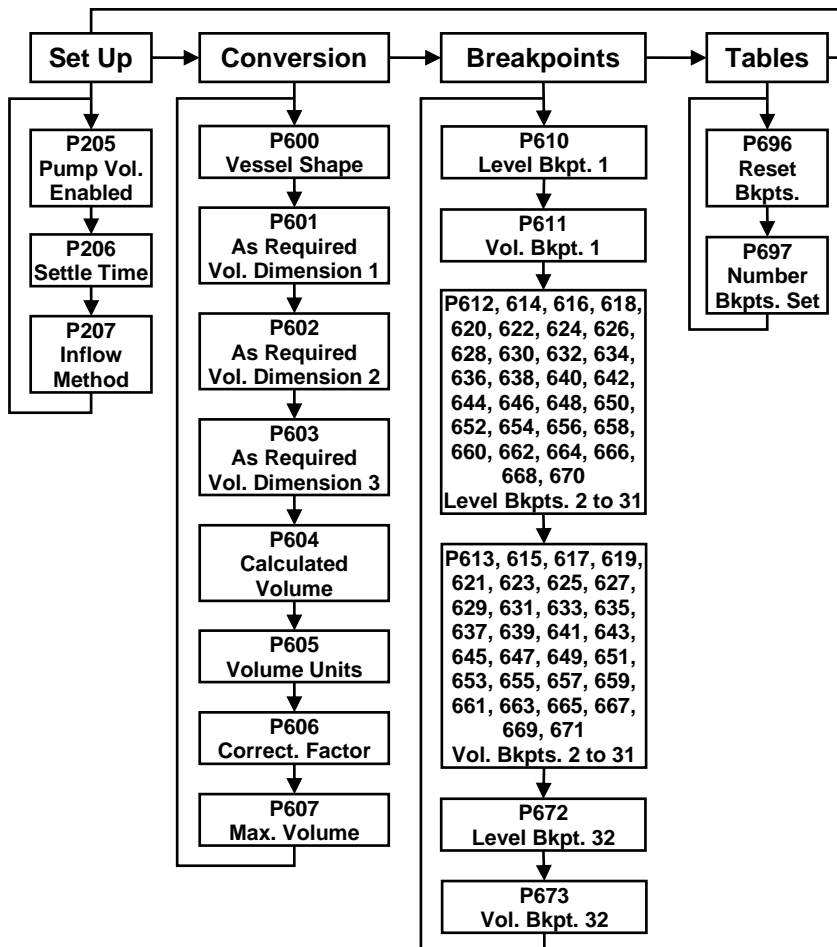 Set Up
Conversion
Breakpoints
Tables
P205
Pump Vol.
Enabled
P206
Settle Time
P207
Inflow
Method
P600
Vessel Shape
P601
As Required
Vol. Dimension 1
P602
As Required
Vol. Dimension 2
P603
As Required
Vol. Dimension 3
P604
Calculated
Volume
P605
Volume Units
P606
Correct. Factor
P607
Max. Volume
P610
Level Bkpt. 1
P611
Vol. Bkpt. 1
P612, 614, 616, 618,
620, 622, 624, 626,
628, 630, 632, 634,
636, 638, 640, 642,
644, 646, 648, 650,
652, 654, 656, 658,
660, 662, 664, 666,
668, 670
Level Bkpts. 2 to 31
P613, 615, 617, 619,
621, 623, 625, 627,
629, 631, 633, 635,
637, 639, 641, 643,
645, 647, 649, 651,
653, 655, 657, 659,
661, 663, 665, 667,
669, 671
Vol. Bkpts. 2 to 31
P672
Level Bkpt. 32
P673
Vol. Bkpt. 32
P696
Reset
Bkpts.
P697
Number
Bkpts. Set